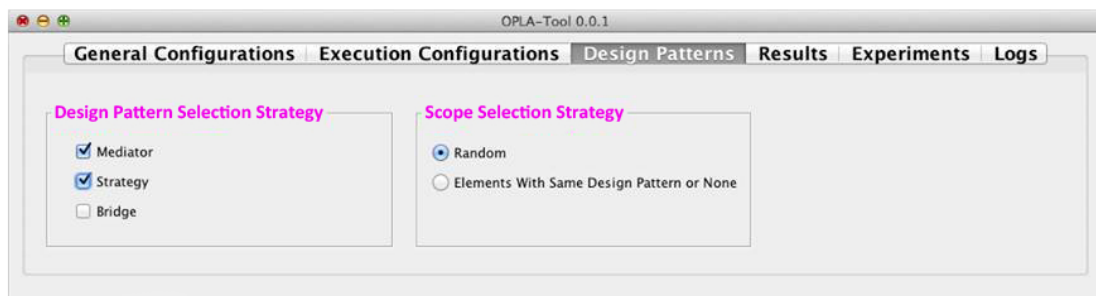 OPLA-Tool 0.0.1
General Configurations Execution Configurations Design Patterns Results Experiments Logs
Design Pattern Selection Strategy
Mediator
Strategy
Bridge
Scope Selection Strategy
Random
Elements With Same Design Pattern or None